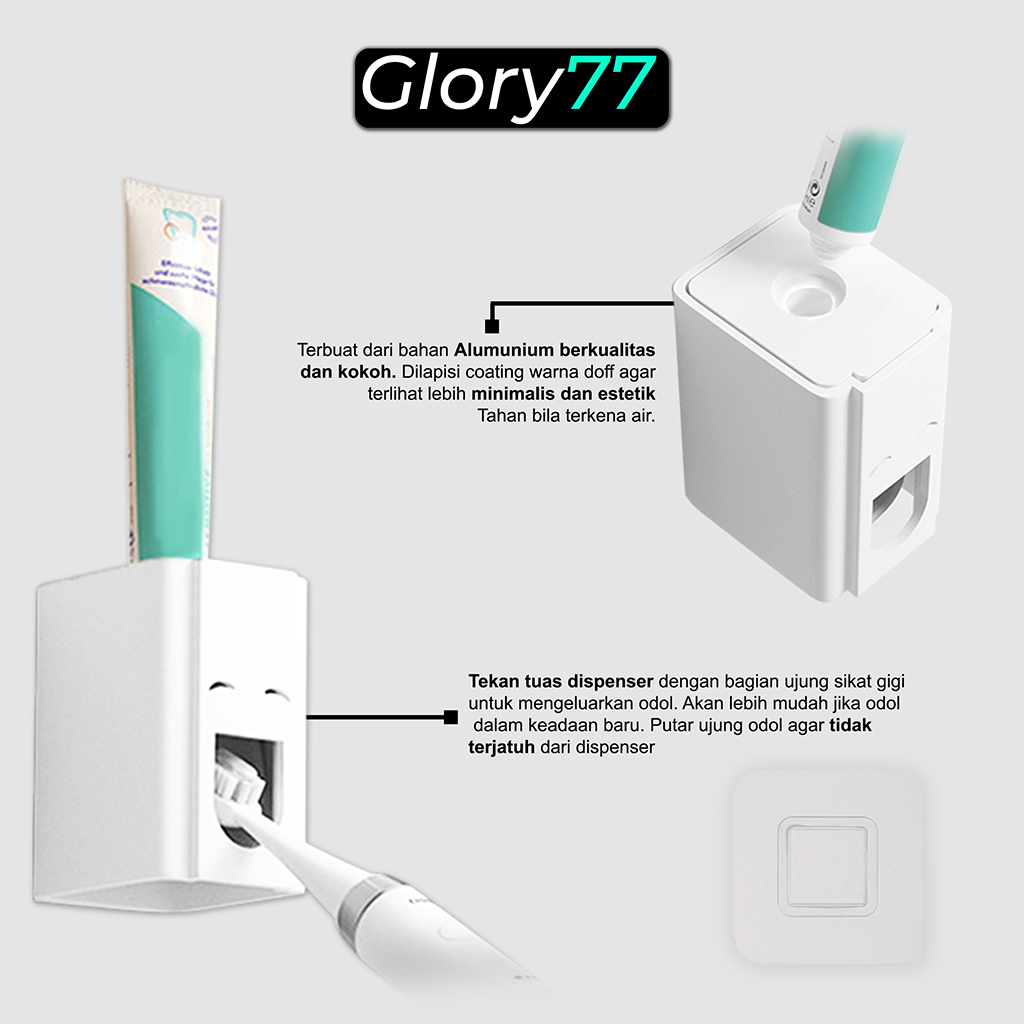 Glory77
Terbuat dari bahan Alumunium berkualitas
dan kokoh. Dilapisi coating warna doff agar
terlihat lebih minimalis dan estetik
Tahan bila terkena air.
Tekan tuas dispenser dengan bagian ujung sikat gigi
untuk mengeluarkan odol. Akan lebih mudah jika odol
dalam keadaan baru. Putar ujung odol agar tidak
terjatuh dari dispenser